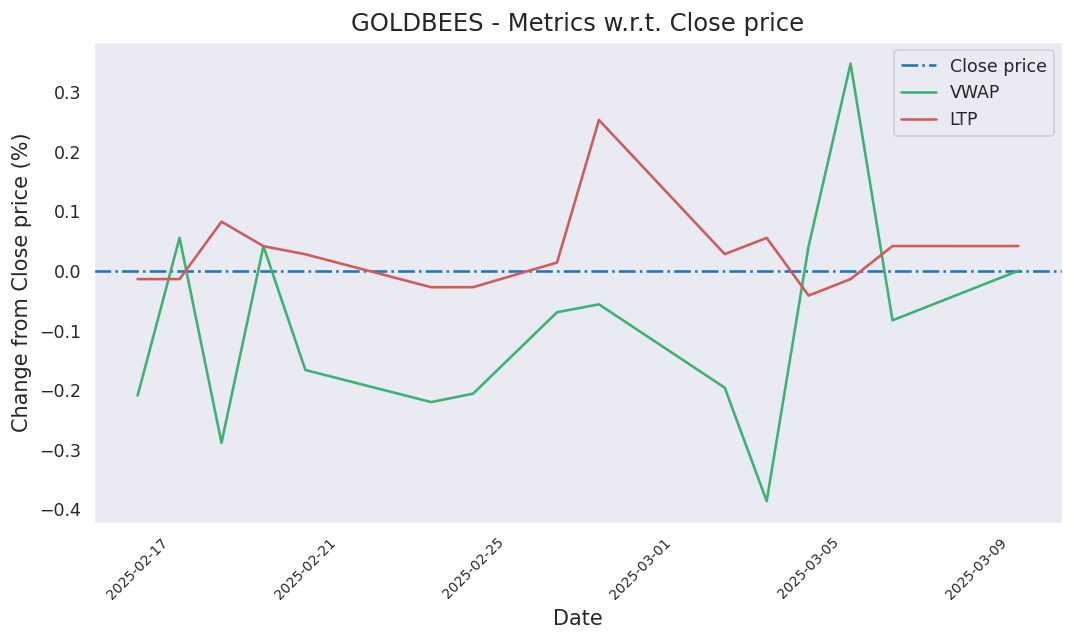 GOLDBEES - Metrics w.r.t. Close price
Close price
VWAP
LTP
Change from Close price (%)
0.3
0.2
0.1
0.0
−0.1
−0.2
−0.3
−0.4
2025-02-17
2025-02-21
2025-02-25
2025-03-01
2025-03-05
2025-03-09
Date